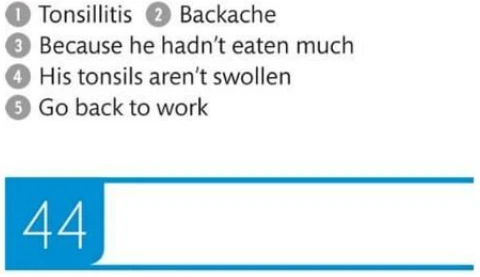 1 Tonsillitis 2 Backache
3 Because he hadn't eaten much
4 His tonsils aren't swollen
5 Go back to work
44